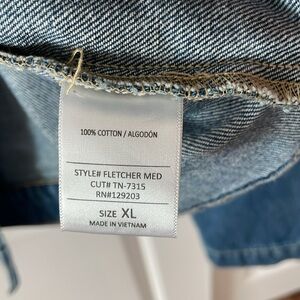 100% COTTON / ALGODÓN
STYLE# FLETCHER MED
CUT# TN-7315
RN#129203
SIZE XL
MADE IN VIETNAM